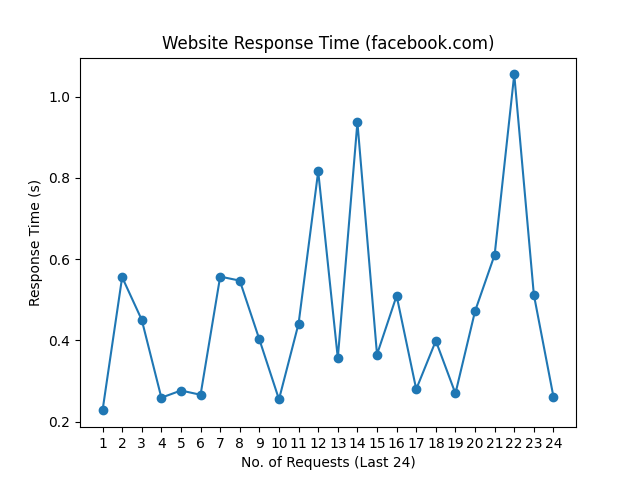 Website Response Time (facebook.com)
1.0
0.8
0.6
0.4
0.2
Response Time (s)
1 2 3 4 5 6 7 8 9 10 11 12 13 14 15 16 17 18 19 20 21 22 23 24
No. of Requests (Last 24)